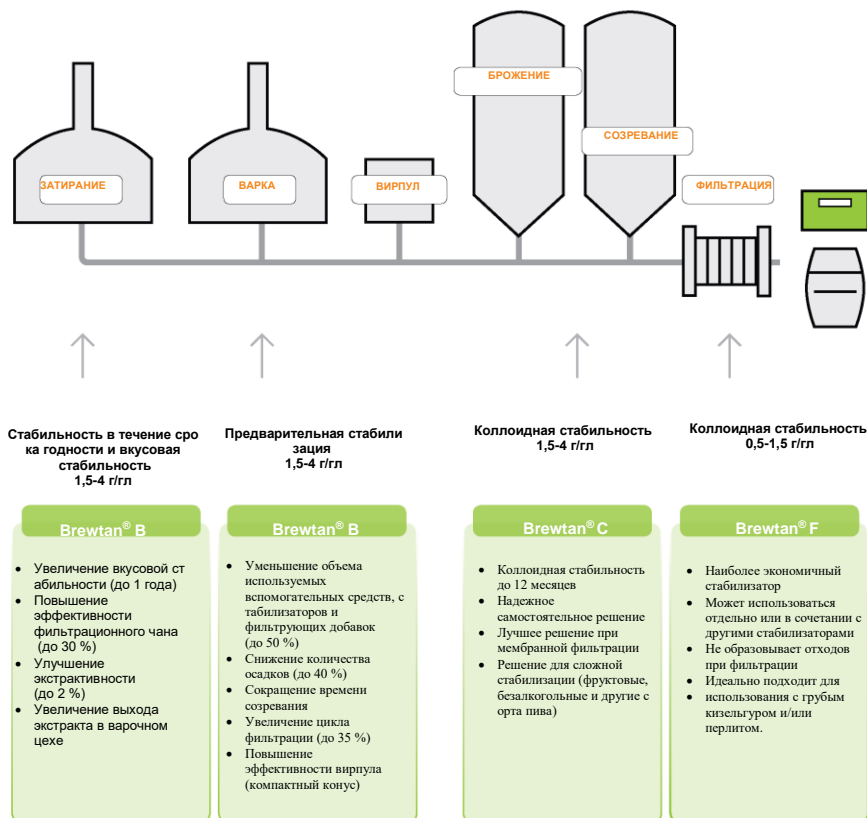 БРОЖЕНИЕ
СОЗРЕВАНИЕ
ЗАТИРАНИЕ
ВАРКА
ВИРПУЛ
ФИЛЬТРАЦИЯ
Стабильность в течение сро
ка годности и вкусовая
стабильность
1,5-4 г/гл
Предварительная стабили
зация
1,5-4 г/гл
Коллоидная стабильность
1,5-4 г/гл
Коллоидная стабильность
0,5-1,5 г/гл
Brewtan® B
• Увеличение вкусовой ст
абильности (до 1 года)
• Повышение
эффективности
фильтрационного чана
(до 30 %)
• Улучшение
экстрактивности
(до 2 %)
• Увеличение выхода
экстракта в варочном
цехе
Brewtan® B
• Уменьшение объема
используемых
вспомогательных средств, с
табилизаторов и
фильтрующих добавок
(до 50 %)
• Снижение количества
осадков (до 40 %)
• Сокращение времени
созревания
• Увеличение цикла
фильтрации (до 35 %)
• Повышение
эффективности вирпула
(компактный конус)
Brewtan® C
• Коллоидная стабильность
до 12 месяцев
• Надежное
самостоятельное решение
• Лучшее решение при
мембранной фильтрации
• Решение для сложной
стабилизации (фруктовые,
безалкогольные и другие с
орта пива)
Brewtan® F
• Наиболее экономичный
стабилизатор
• Может использоваться
отдельно или в сочетании с
другими стабилизаторами
• Не образовывает отходов
при фильтрации
• Идеально подходит для
• использования с грубым
кизельгуром и/или
перлитом.